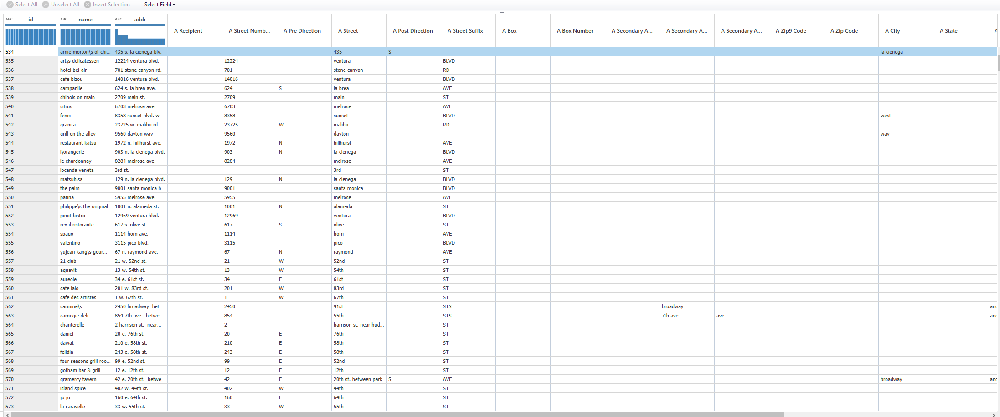 Select All Unselect All Invert Selection Select Field
ABC id ABC name ABC addr A Recipient A Street Numb... A Pre Direction A Street A Post Direction A Street Suffix A Box A Box Number A Secondary A... A Secondary A... A Secondary A... A Zip9 Code A Zip Code A City A State A
534 arnie morton\s of chi... 435 s. la cienega blv. 435 S la cienega
535 art\s delicatessen 12224 ventura blvd. 12224 ventura BLVD
536 hotel bel-air 701 stone canyon rd. 701 stone canyon RD
537 cafe bizou 14016 ventura blvd. 14016 ventura BLVD
538 campanile 624 s. la brea ave. 624 S la brea AVE
539 chinois on main 2709 main st. 2709 main ST
540 citrus 6703 melrose ave. 6703 melrose AVE
541 fenix 8358 sunset blvd. w... 8358 sunset BLVD west
542 granita 23725 w. malibu rd. 23725 W malibu RD
543 grill on the alley 9560 dayton way 9560 dayton way
544 restaurant katsu 1972 n. hillhurst ave. 1972 N hillhurst AVE
545 l\orangerie 903 n. la cienega blvd. 903 N la cienega BLVD
546 le chardonnay 8284 melrose ave. 8284 melrose AVE
547 locanda veneta 3rd st. 3rd ST
548 matsuhisa 129 n. la cienega blvd. 129 N la cienega BLVD
549 the palm 9001 santa monica b... 9001 santa monica BLVD
550 patina 5955 melrose ave. 5955 melrose AVE
551 philippe\s the original 1001 n. alameda st. 1001 N alameda ST
552 pinot bistro 12969 ventura blvd. 12969 ventura BLVD
553 rex il ristorante 617 s. olive st. 617 S olive ST
554 spago 1114 horn ave. 1114 horn AVE
555 valentino 3115 pico blvd. 3115 pico BLVD
556 yujean kang\s gour... 67 n. raymond ave. 67 N raymond AVE
557 21 club 21 w. 52nd st. 21 W 52nd ST
558 aquavit 13 w. 54th st. 13 W 54th ST
559 aureole 34 e. 61st st. 34 E 61st ST
560 cafe lalo 201 w. 83rd st. 201 W 83rd ST
561 cafe des artistes 1 w. 67th st. 1 W 67th ST
562 carmine\s 2450 broadway bet... 2450 91st STS broadway and
563 carnegie deli 854 7th ave. betwe... 854 55th STS 7th ave. ave. and
564 chanterelle 2 harrison st. near... 2 harrison st. near hud... ST
565 daniel 20 e. 76th st. 20 E 76th ST
566 dawat 210 e. 58th st. 210 E 58th ST
567 felidia 243 e. 58th st. 243 E 58th ST
568 four seasons grill roo... 99 e. 52nd st. 99 E 52nd ST
569 gotham bar & grill 12 e. 12th st. 12 E 12th ST
570 gramercy tavern 42 e. 20th st. betwe... 42 E 20th st. between park S AVE broadway and
571 island spice 402 w. 44th st. 402 W 44th ST
572 jo jo 160 e. 64th st. 160 E 64th ST
573 la caravelle 33 w. 55th st. 33 W 55th ST